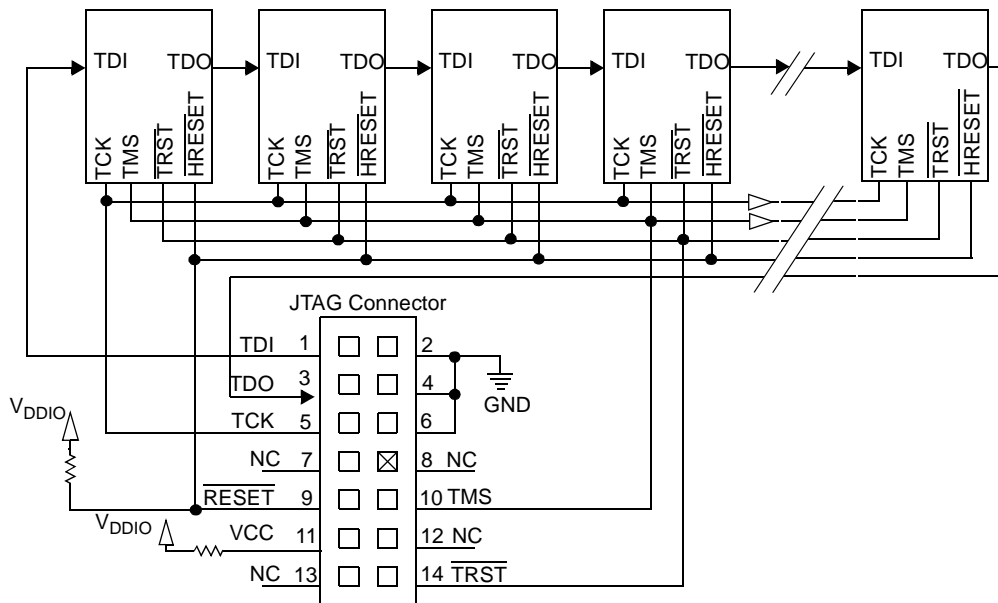 TDI TDO TDI TDO TDI TDO TDI TDO TDI TDO
TCK TMS TRST HRESET TCK TMS TRST HRESET TCK TMS TRST HRESET TCK TMS TRST HRESET TCK TMS TRST HRESET
JTAG Connector
TDI 1 2
TDO 3 4
GND
TCK 5 6
VDDIO
NC 7 8 NC
RESET 9 10 TMS
VDDIO
VCC 11 12 NC
NC 13 14 TRST